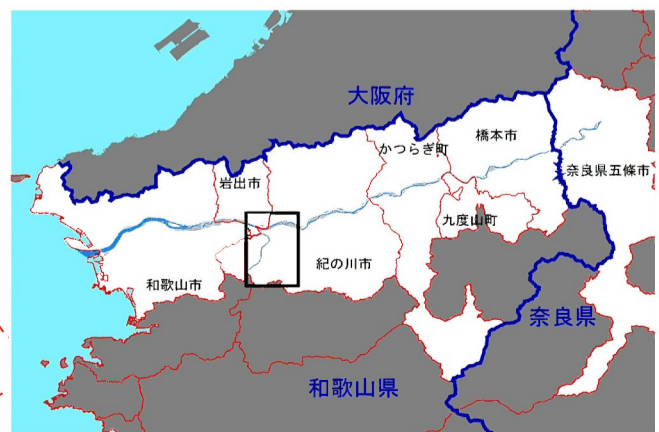 大阪府
橋本市
かつらぎ町
奈良県五條市
岩出市
九度山町
紀の川市
和歌山市
奈良県
和歌山県